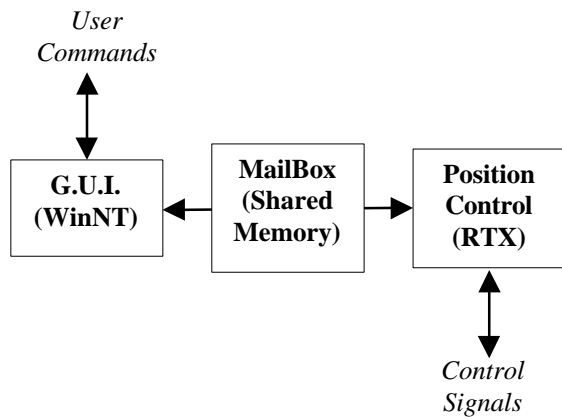 User
Commands
G.U.I.
(WinNT)
MailBox
(Shared
Memory)
Position
Control
(RTX)
Control
Signals